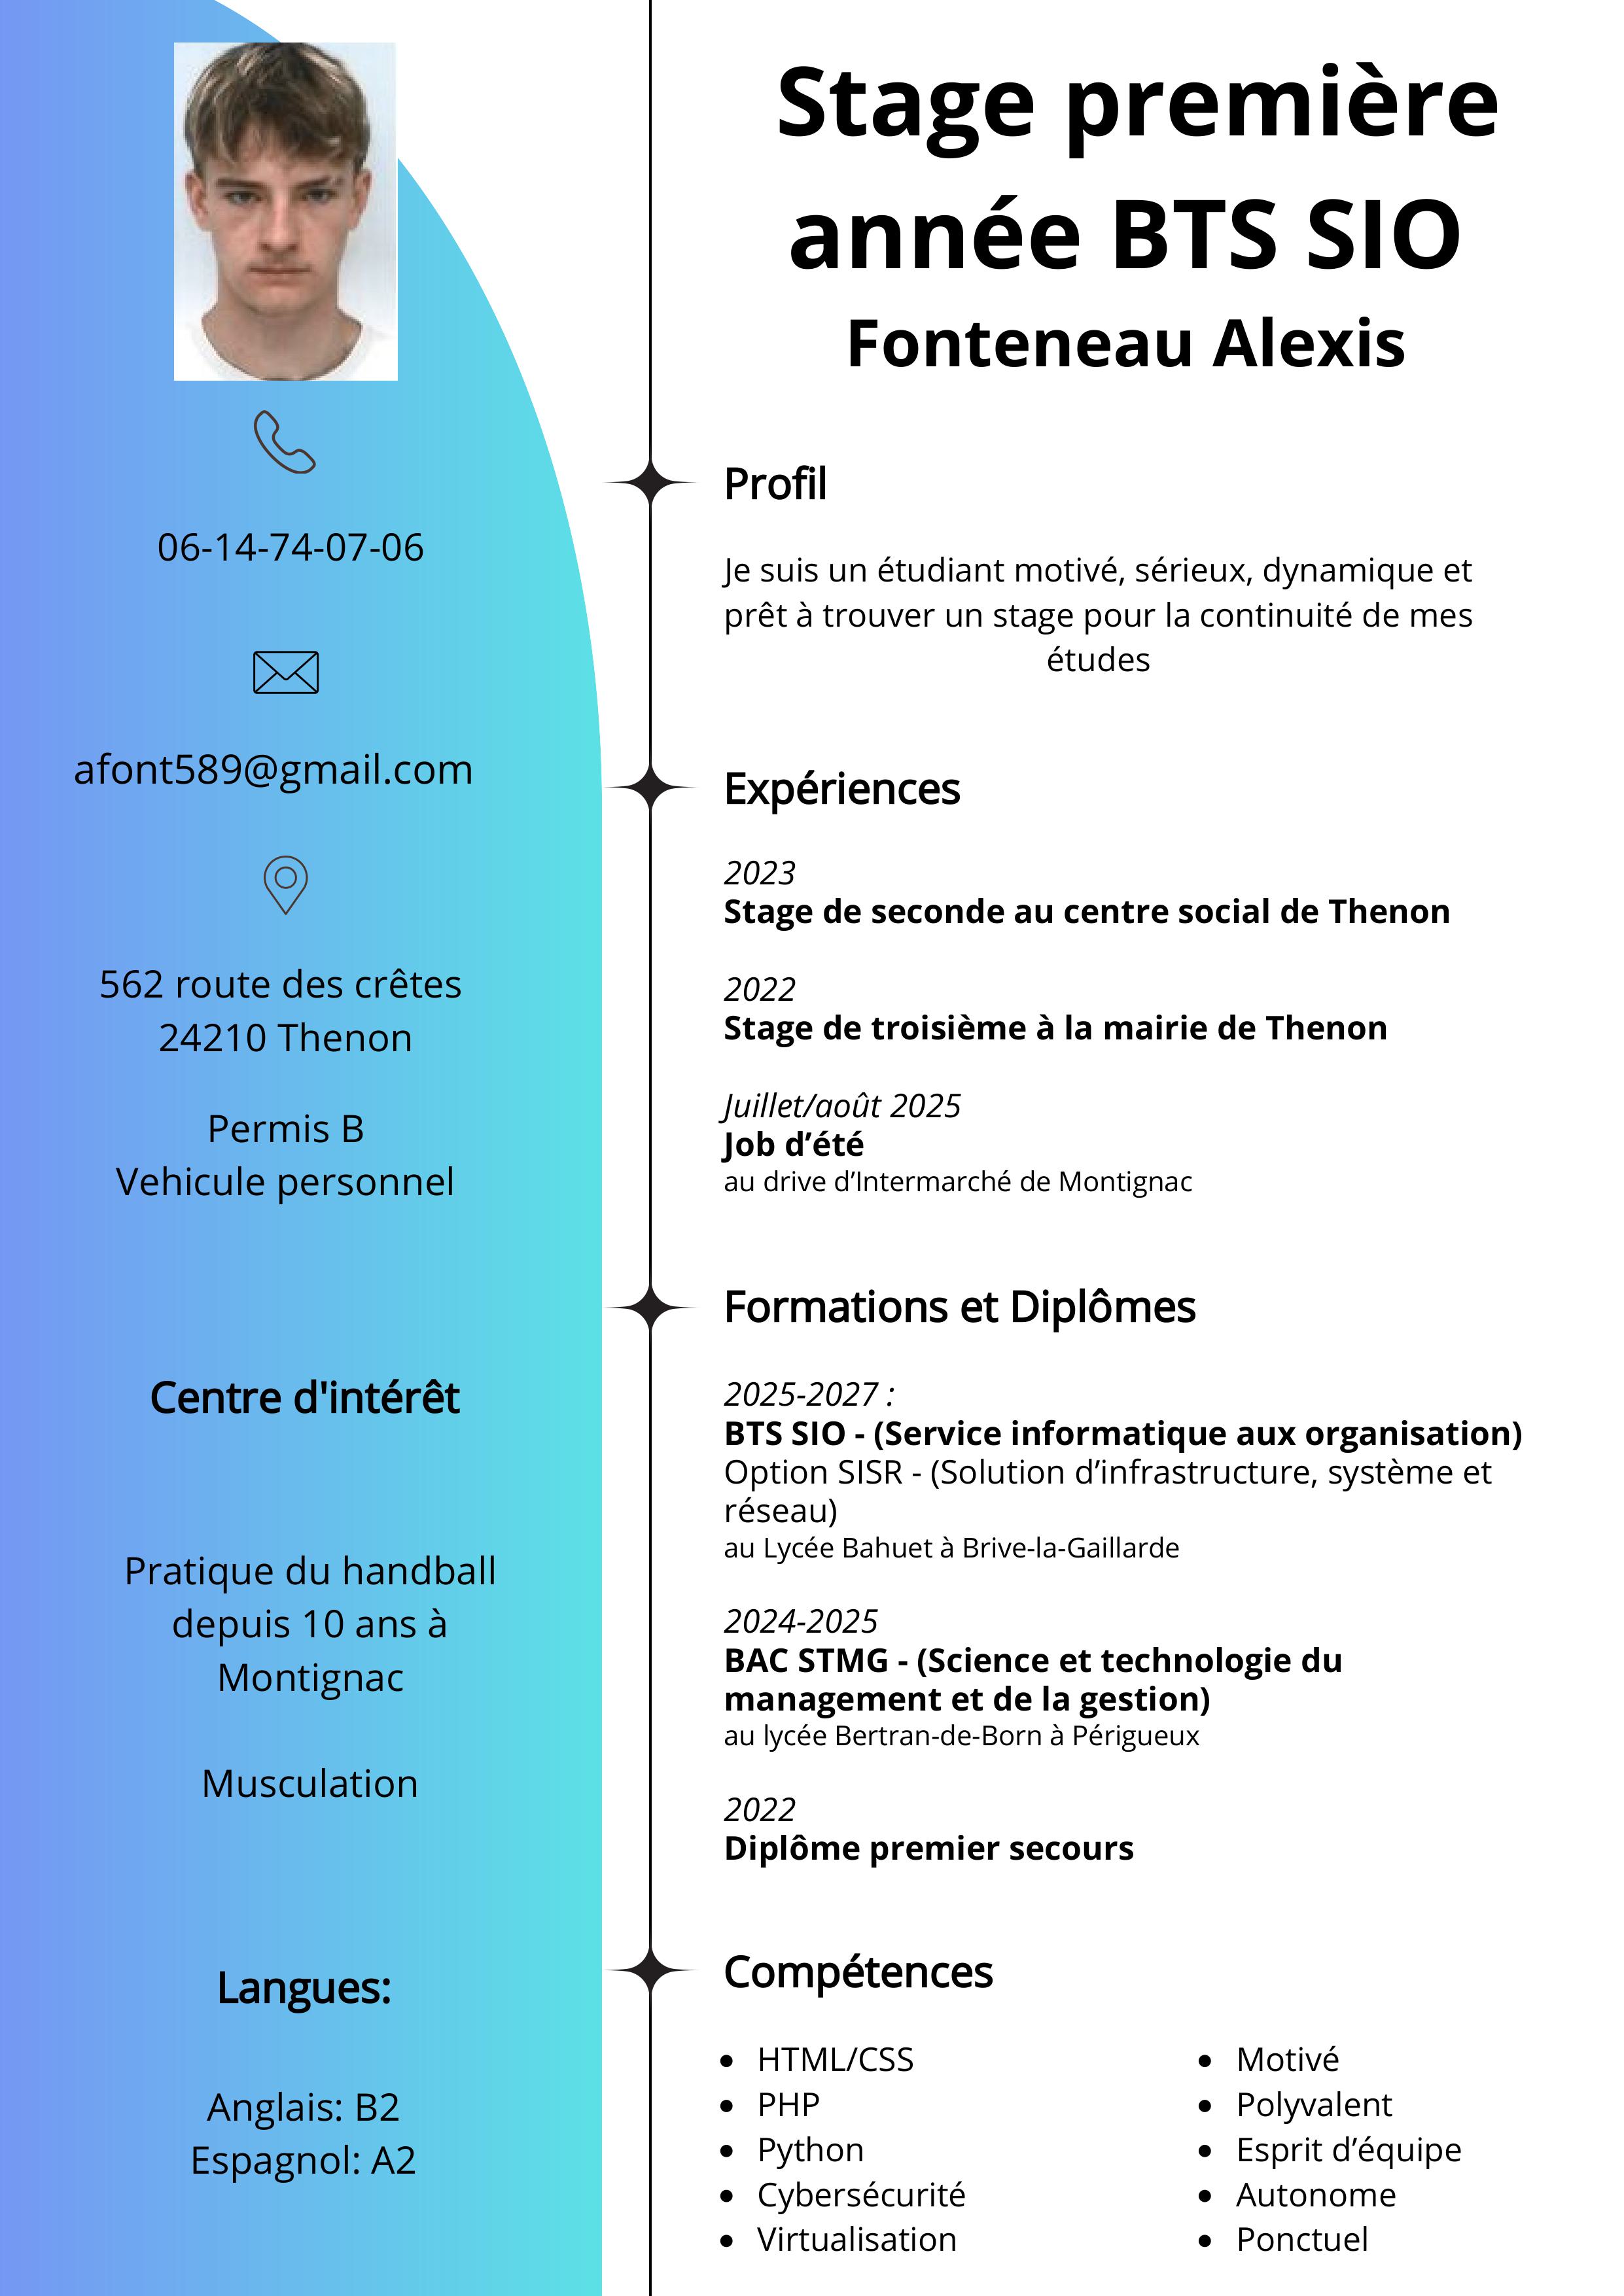 Stage première
année BTS SIO
Fonteneau Alexis
06-14-74-07-06
afont589@gmail.com
562 route des crêtes
24210 Thenon
Permis B
Vehicule personnel
Centre d'intérêt
Pratique du handball
depuis 10 ans à
Montignac
Musculation
Langues:
Anglais: B2
Espagnol: A2
Profil
Je suis un étudiant motivé, sérieux, dynamique et
prêt à trouver un stage pour la continuité de mes
études
Expériences
2023
Stage de seconde au centre social de Thenon
2022
Stage de troisième à la mairie de Thenon
Juillet/août 2025
Job d’été
au drive d’Intermarché de Montignac
Formations et Diplômes
2025-2027 :
BTS SIO - (Service informatique aux organisation)
Option SISR - (Solution d’infrastructure, système et
réseau)
au Lycée Bahuet à Brive-la-Gaillarde
2024-2025
BAC STMG - (Science et technologie du
management et de la gestion)
au lycée Bertran-de-Born à Périgueux
2022
Diplôme premier secours
Compétences
HTML/CSS
PHP
Python
Cybersécurité
Virtualisation
Motivé
Polyvalent
Esprit d’équipe
Autonome
Ponctuel